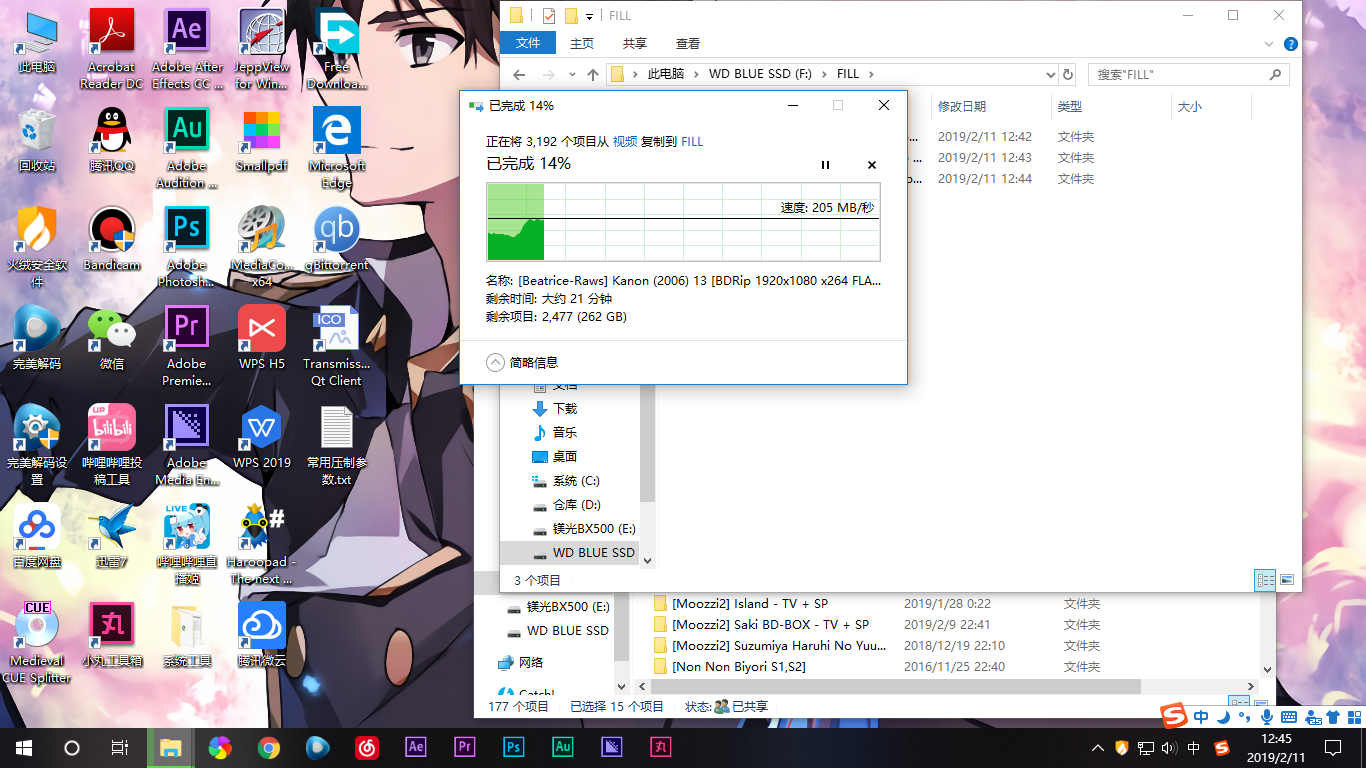 此电脑
Acrobat
Reader DC
Adobe After
Effects CC ...
JeppView
for Win...
Free
Downloa...
回收站
腾讯QQ
Adobe
Audition ...
Smallpdf
Microsoft
Edge
火绒安全软
件
Bandicam
Adobe
Photosh...
MediaCo...
x64
qBittorrent
完美解码
微信
Adobe
Premie...
WPS H5
ICO
Transmiss...
Qt Client
完美解码设
置
UP
bilibili
哔哩哔哩投
稿工具
Adobe
Media En...
WPS 2019
常用压制参
数.txt
百度网盘
迅雷7
LIVE
哔哩哔哩直
播姬
#
Haroopad -
The next ...
CUE
Medieval
CUE Splitter
丸
小丸工具箱
系统工具
腾讯微云
Ae
Au
Ps
qb
Pr
FILL
文件
主页
共享
查看
此电脑
WD BLUE SSD (F:)
FILL
搜索"FILL"
修改日期
类型
大小
2019/2/11 12:42
文件夹
2019/2/11 12:43
文件夹
2019/2/11 12:44
文件夹
已完成 14%
正在将 3,192 个项目从 视频 复制到 FILL
已完成 14%
速度: 205 MB/秒
名称: [Beatrice-Raws] Kanon (2006) 13 [BDRip 1920x1080 x264 FLA...
剩余时间: 大约 21 分钟
剩余项目: 2,477 (262 GB)
简略信息
文档
下载
音乐
桌面
系统 (C:)
仓库 (D:)
镁光BX500 (E:)
WD BLUE SSD
3 个项目
镁光BX500 (E:)
WD BLUE SSD
网络
Catch!
[Moozzi2] Island - TV + SP
2019/1/28 0:22
文件夹
[Moozzi2] Saki BD-BOX - TV + SP
2019/2/9 22:41
文件夹
[Moozzi2] Suzumiya Haruhi No Yuu...
2018/12/19 22:10
文件夹
[Non Non Biyori S1,S2]
2016/11/25 22:40
文件夹
177 个项目
已选择 15 个项目
状态:
已共享
中
Ae
Pr
Ps
Au
丸
中
12:45
2019/2/11